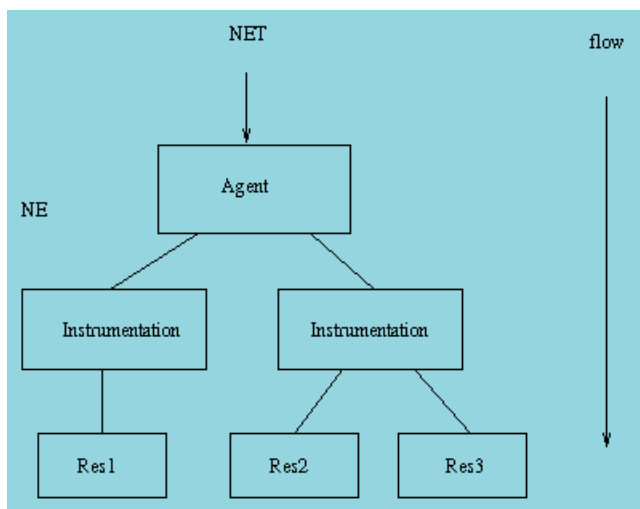 NET
flow
Agent
NE
Instrumentation
Instrumentation
Res1
Res2
Res3